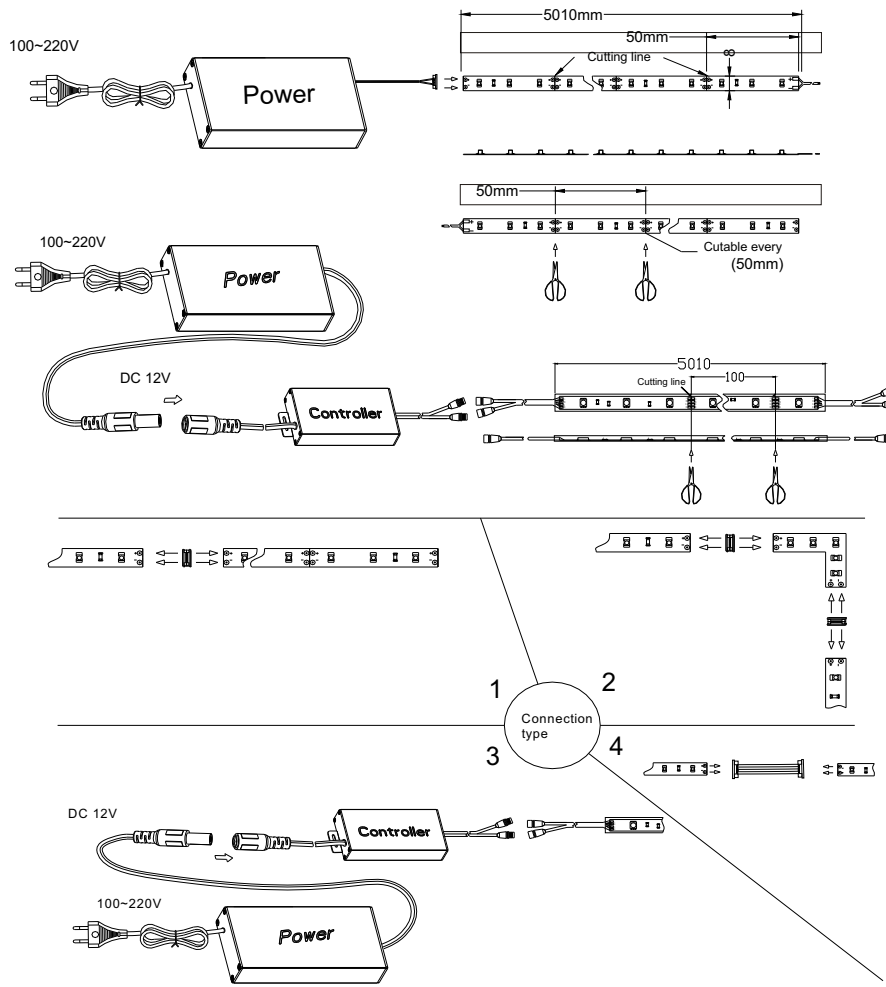 5010mm
50mm
100~220V
Cutting line
8
Power
50mm
100~220V
Cutable every
(50mm)
Power
5010
DC 12V
Cutting line
100
Controller
1
2
Connection
type
3
4
DC 12V
Controller
100~220V
Power